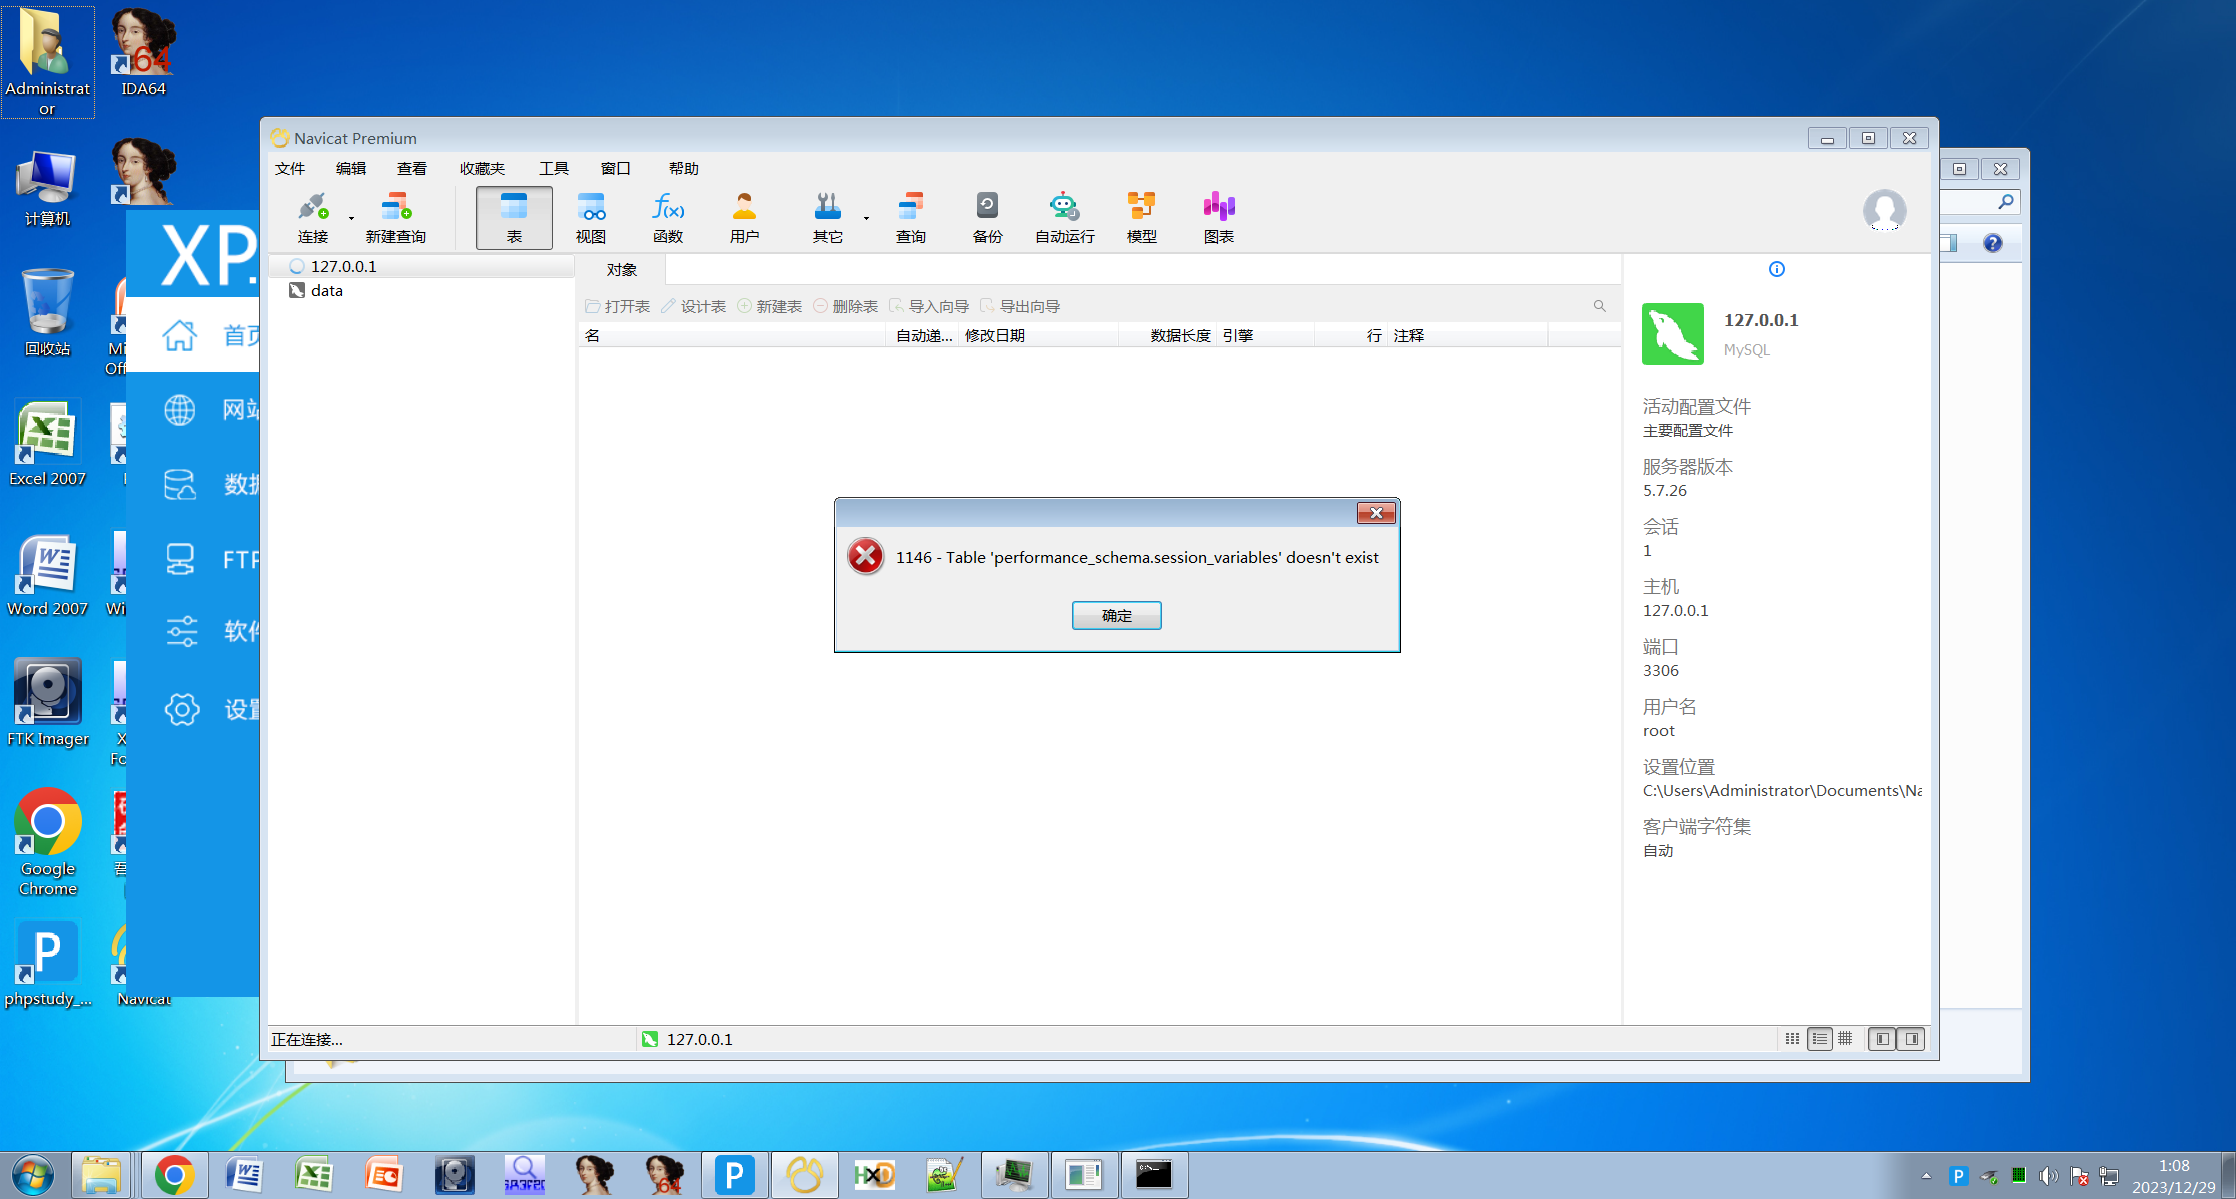 Administrat
or
IDA64
计算机
回收站
Excel 2007
Word 2007
FTK Imager
Google
Chrome
phpstudy_...
Navicat
XP.
首页
网站
数据
FTP
软件
设置
Navicat Premium
文件 编辑 查看 收藏夹 工具 窗口 帮助
连接 新建查询 表 视图 函数 用户 其它 查询 备份 自动运行 模型 图表
127.0.0.1
data
对象
打开表 设计表 新建表 删除表 导入向导 导出向导
名 自动递... 修改日期 数据长度 引擎 行 注释
1146 - Table 'performance_schema.session_variables' doesn't exist
确定
127.0.0.1
MySQL
活动配置文件
主要配置文件
服务器版本
5.7.26
会话
1
主机
127.0.0.1
端口
3306
用户名
root
设置位置
C:\Users\Administrator\Documents\Na
客户端字符集
自动
正在连接...
127.0.0.1
1:08
2023/12/29